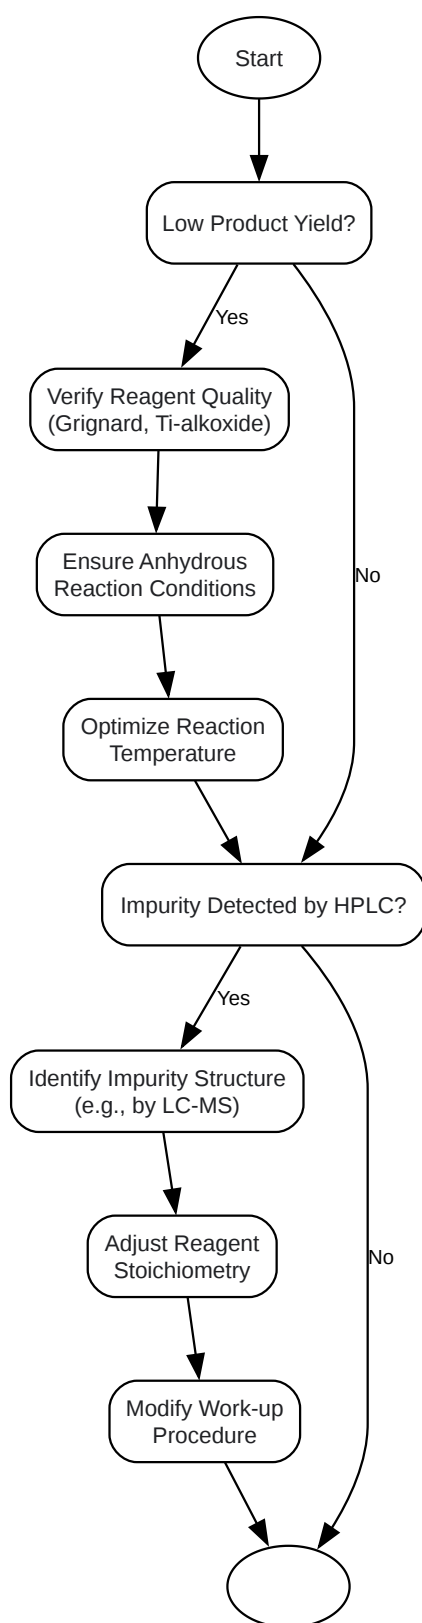 Start
Low Product Yield?
Yes
Verify Reagent Quality
(Grignard, Ti-alkoxide)
Ensure Anhydrous
Reaction Conditions
No
Optimize Reaction
Temperature
Impurity Detected by HPLC?
Yes
Identify Impurity Structure
(e.g., by LC-MS)
Adjust Reagent
Stoichiometry
No
Modify Work-up
Procedure